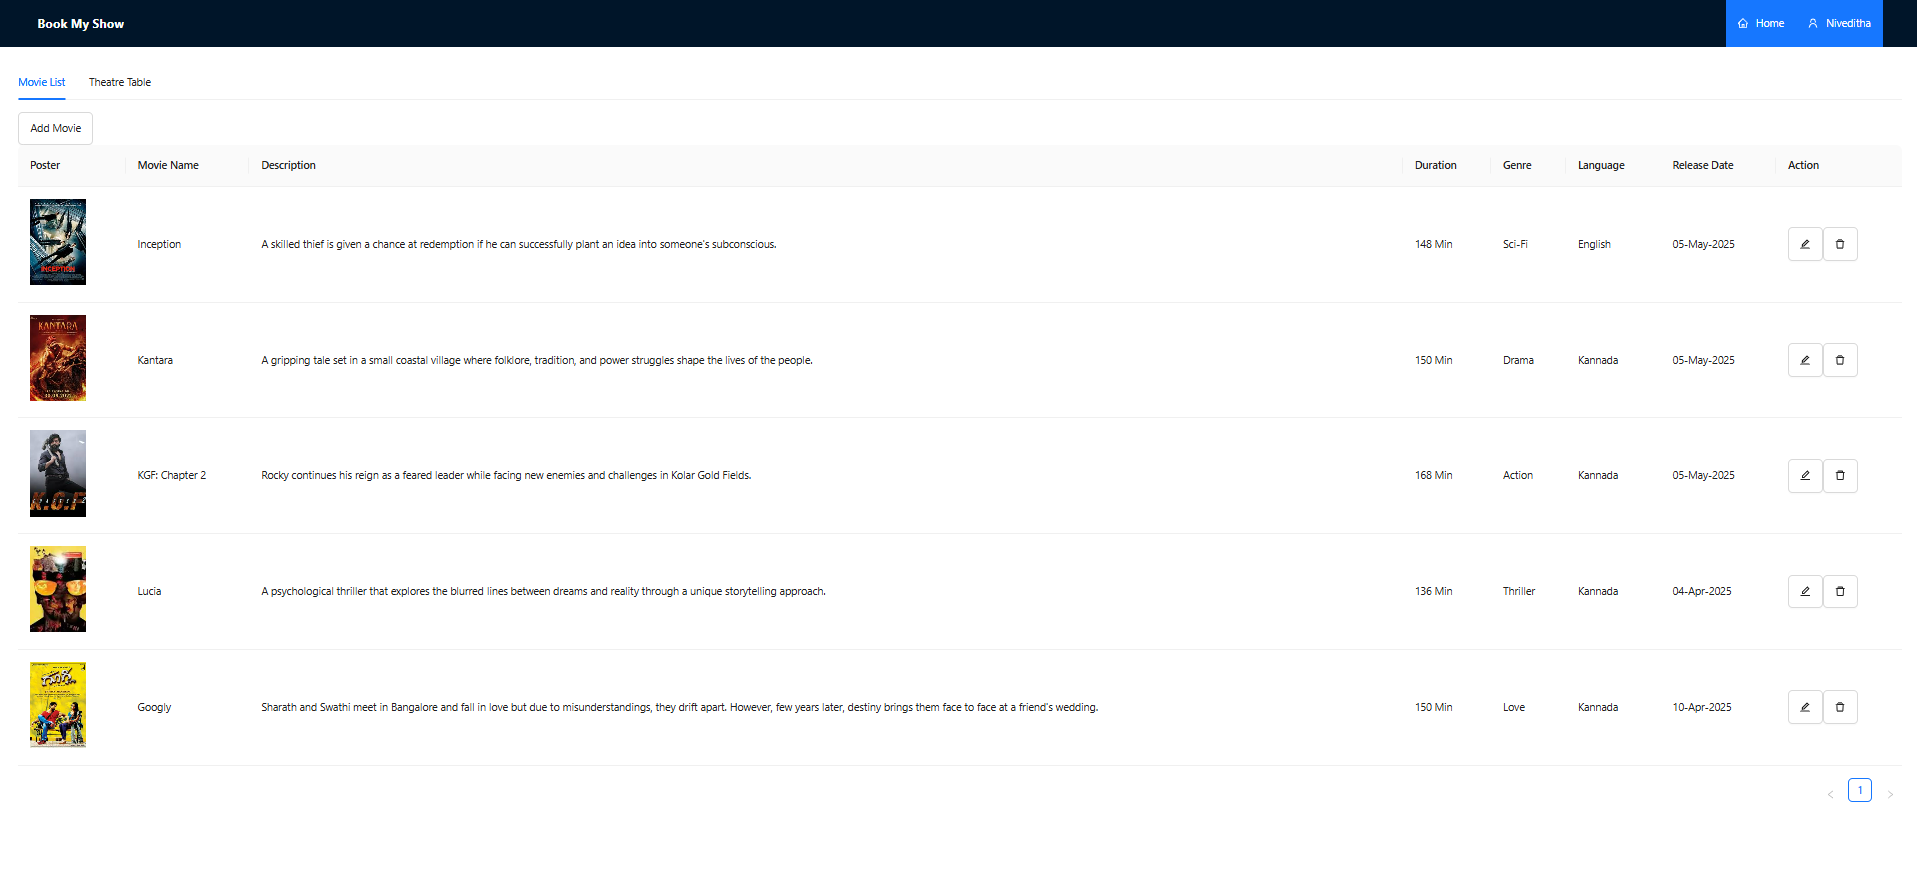 Book My Show
Home Niveditha
Movie List Theatre Table
Add Movie
Poster Movie Name Description Duration Genre Language Release Date Action
INCEPTION
Inception A skilled thief is given a chance at redemption if he can successfully plant an idea into someone's subconscious. 148 Min Sci-Fi English 05-May-2025
KANTARA
Kantara A gripping tale set in a small coastal village where folklore, tradition, and power struggles shape the lives of the people. 150 Min Drama Kannada 05-May-2025
KGF: Chapter 2 Rocky continues his reign as a feared leader while facing new enemies and challenges in Kolar Gold Fields. 168 Min Action Kannada 05-May-2025
CHAPTER 2
K.G.F
Lucia A psychological thriller that explores the blurred lines between dreams and reality through a unique storytelling approach. 136 Min Thriller Kannada 04-Apr-2025
ಗೂಗ್ಲಿ
Googly Sharath and Swathi meet in Bangalore and fall in love but due to misunderstandings, they drift apart. However, few years later, destiny brings them face to face at a friend's wedding. 150 Min Love Kannada 10-Apr-2025
< 1 >